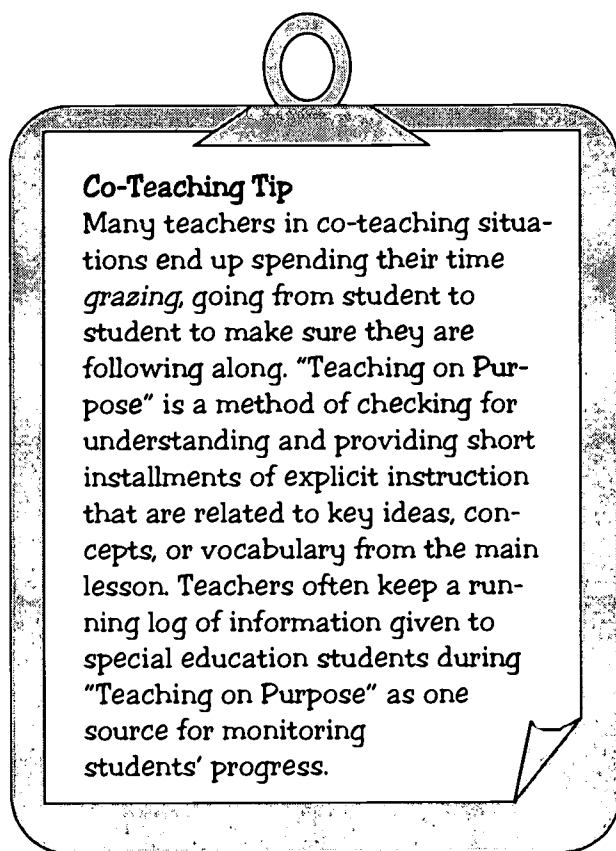 Co-Teaching Tip
Many teachers in co-teaching situa-
tions end up spending their time
grazing, going from student to
student to make sure they are
following along. "Teaching on Pur-
pose" is a method of checking for
understanding and providing short
installments of explicit instruction
that are related to key ideas, con-
cepts, or vocabulary from the main
lesson. Teachers often keep a run-
ning log of information given to
special education students during
"Teaching on Purpose" as one
source for monitoring
students' progress.